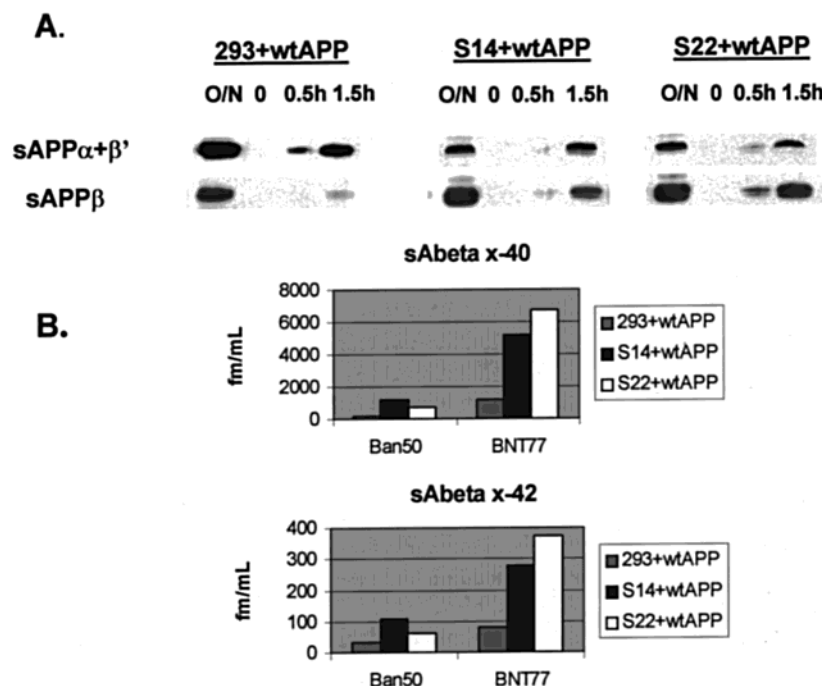 A.
293+wtAPP S14+wtAPP S22+wtAPP
O/N 0 0.5h 1.5h O/N 0 0.5h 1.5h O/N 0 0.5h 1.5h
sAPPα+β'
sAPPβ
B.
sAbeta x-40
8000
6000
4000
2000
0
fm/mL
Ban50 BNT77
293+wtAPP
S14+wtAPP
S22+wtAPP
sAbeta x-42
400
300
200
100
0
fm/mL
Ban50 BNT77
293+wtAPP
S14+wtAPP
S22+wtAPP